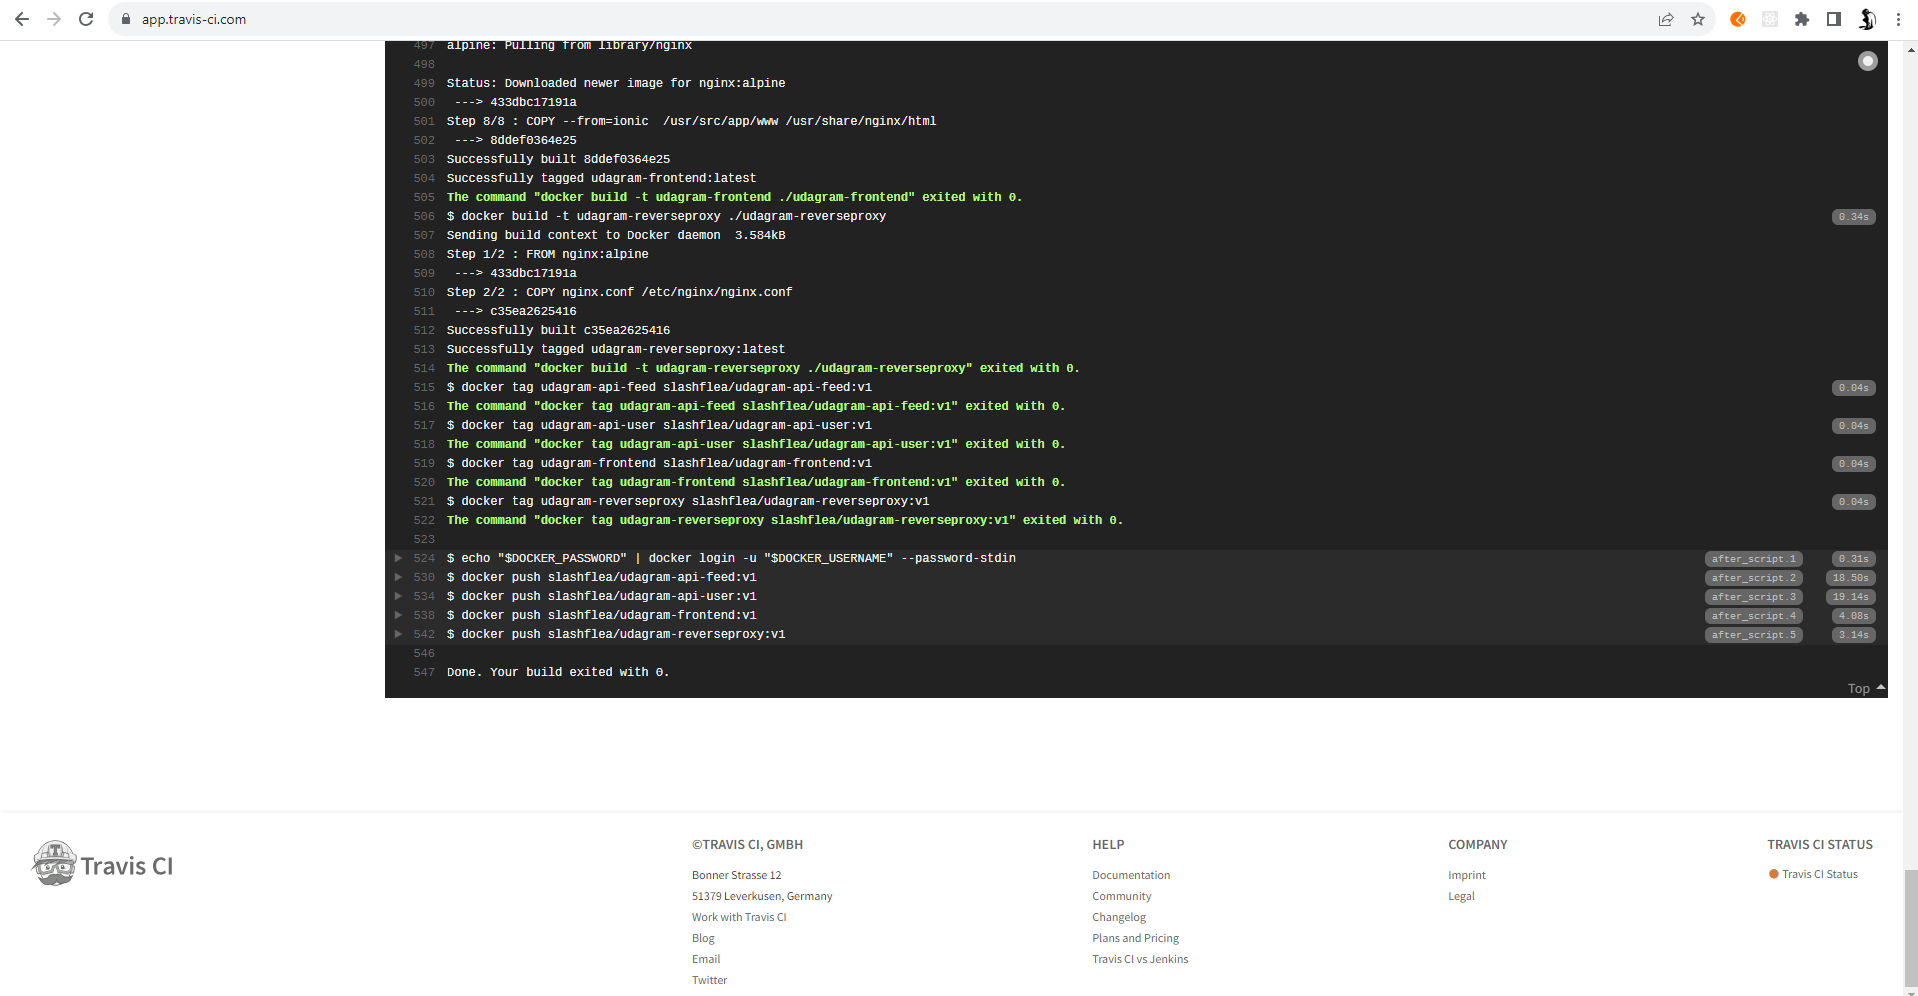 app.travis-ci.com
497 alpine: Pulling from library/nginx
498
499 Status: Downloaded newer image for nginx:alpine
500 ---> 433dbc17191a
501 Step 8/8 : COPY --from=ionic  /usr/src/app/www /usr/share/nginx/html
502 ---> 8ddef0364e25
503 Successfully built 8ddef0364e25
504 Successfully tagged udagram-frontend:latest
505 The command "docker build -t udagram-frontend ./udagram-frontend" exited with 0.
506 $ docker build -t udagram-reverseproxy ./udagram-reverseproxy 0.34s
507 Sending build context to Docker daemon  3.584kB
508 Step 1/2 : FROM nginx:alpine
509 ---> 433dbc17191a
510 Step 2/2 : COPY nginx.conf /etc/nginx/nginx.conf
511 ---> c35ea2625416
512 Successfully built c35ea2625416
513 Successfully tagged udagram-reverseproxy:latest
514 The command "docker build -t udagram-reverseproxy ./udagram-reverseproxy" exited with 0.
515 $ docker tag udagram-api-feed slashflea/udagram-api-feed:v1 0.04s
516 The command "docker tag udagram-api-feed slashflea/udagram-api-feed:v1" exited with 0.
517 $ docker tag udagram-api-user slashflea/udagram-api-user:v1 0.04s
518 The command "docker tag udagram-api-user slashflea/udagram-api-user:v1" exited with 0.
519 $ docker tag udagram-frontend slashflea/udagram-frontend:v1 0.04s
520 The command "docker tag udagram-frontend slashflea/udagram-frontend:v1" exited with 0.
521 $ docker tag udagram-reverseproxy slashflea/udagram-reverseproxy:v1 0.04s
522 The command "docker tag udagram-reverseproxy slashflea/udagram-reverseproxy:v1" exited with 0.
523
524 $ echo "$DOCKER_PASSWORD" | docker login -u "$DOCKER_USERNAME" --password-stdin after_script.1 0.31s
530 $ docker push slashflea/udagram-api-feed:v1 after_script.2 18.50s
534 $ docker push slashflea/udagram-api-user:v1 after_script.3 19.14s
538 $ docker push slashflea/udagram-frontend:v1 after_script.4 4.08s
542 $ docker push slashflea/udagram-reverseproxy:v1 after_script.5 3.14s
546
547 Done. Your build exited with 0.
Top
Travis CI
©TRAVIS CI, GMBH
Bonner Strasse 12
51379 Leverkusen, Germany
Work with Travis CI
Blog
Email
Twitter
HELP
Documentation
Community
Changelog
Plans and Pricing
Travis CI vs Jenkins
COMPANY
Imprint
Legal
TRAVIS CI STATUS
Travis CI Status